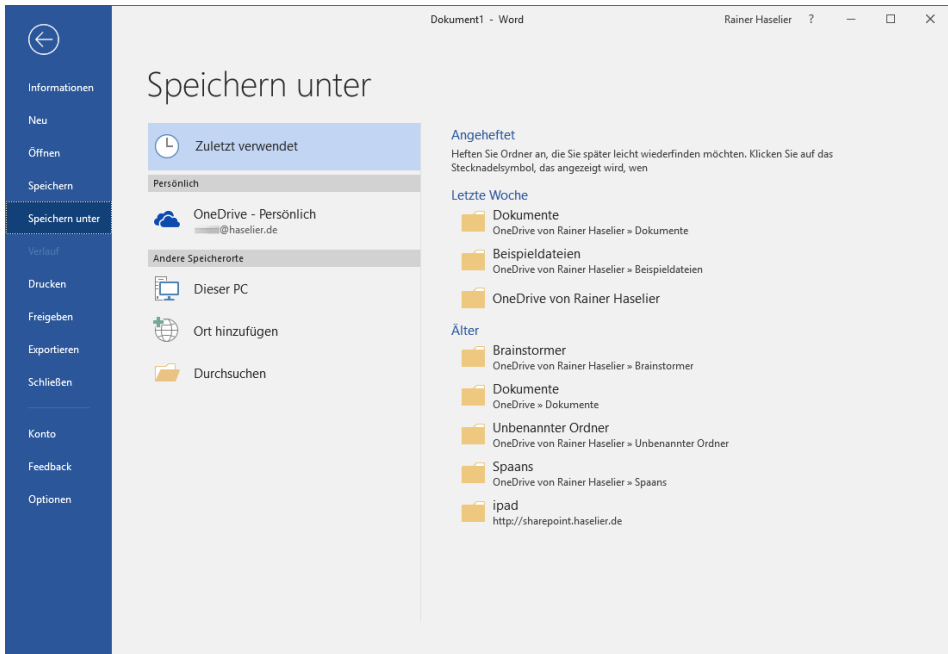 Dokument1 - Word
Rainer Haselier ?
Informationen
Neu
Öffnen
Speichern
Speichern unter
Verlauf
Drucken
Freigeben
Exportieren
Schließen
Konto
Feedback
Optionen
Speichern unter
Zuletzt verwendet
Persönlich
OneDrive - Persönlich
@haselier.de
Andere Speicherorte
Dieser PC
Ort hinzufügen
Durchsuchen
Angeheftet
Heften Sie Ordner an, die Sie später leicht wiederfinden möchten. Klicken Sie auf das
Stecknadelsymbol, das angezeigt wird, wen
Letzte Woche
Dokumente
OneDrive von Rainer Haselier » Dokumente
Beispieldateien
OneDrive von Rainer Haselier » Beispieldateien
OneDrive von Rainer Haselier
Älter
Brainstormer
OneDrive von Rainer Haselier » Brainstormer
Dokumente
OneDrive » Dokumente
Unbenannter Ordner
OneDrive von Rainer Haselier » Unbenannter Ordner
Spaans
OneDrive von Rainer Haselier » Spaans
ipad
http://sharepoint.haselier.de